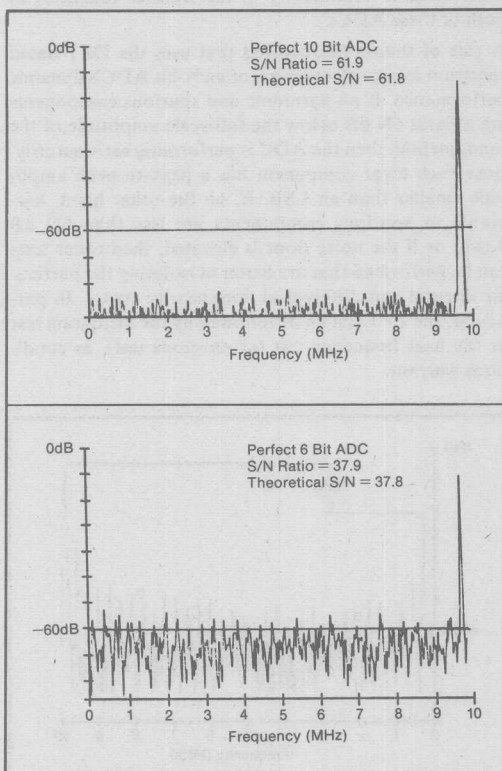 0dB
Perfect 10 Bit ADC
S/N Ratio = 61.9
Theoretical S/N = 61.8
−60dB
0 1 2 3 4 5 6 7 8 9 10
Frequency (MHz)
0dB
Perfect 6 Bit ADC
S/N Ratio = 37.9
Theoretical S/N = 37.8
−60dB
0 1 2 3 4 5 6 7 8 9 10
Frequency (MHz)